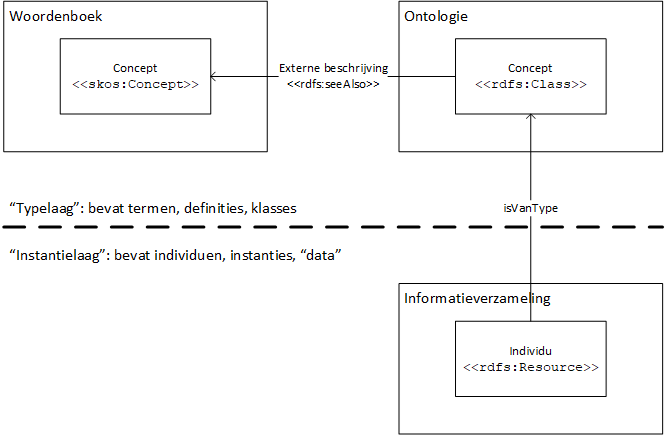 Woordenboek
Ontologie
Concept
<<skos:Concept>>
Externe beschrijving
<<rdfs:seeAlso>>
Concept
<<rdfs:Class>>
“Typelaag”: bevat termen, definities, klasses
isVanType
“Instantielaag”: bevat individuen, instanties, “data”
Informatieverzameling
Individu
<<rdfs:Resource>>